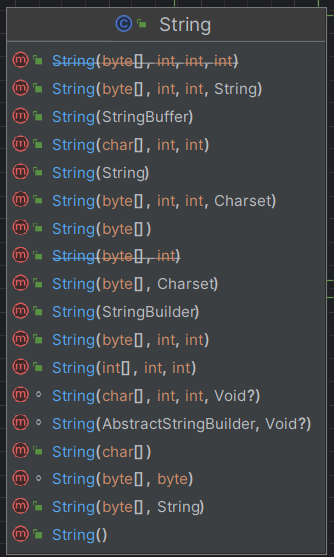 String
String(byte[], int, int, int)
String(byte[], int, int, String)
String(StringBuffer)
String(char[], int, int)
String(String)
String(byte[], int, int, Charset)
String(byte[])
String(byte[], int)
String(byte[], Charset)
String(StringBuilder)
String(byte[], int, int)
String(int[], int, int)
String(char[], int, int, Void?)
String(AbstractStringBuilder, Void?)
String(char[])
String(byte[], byte)
String(byte[], String)
String()